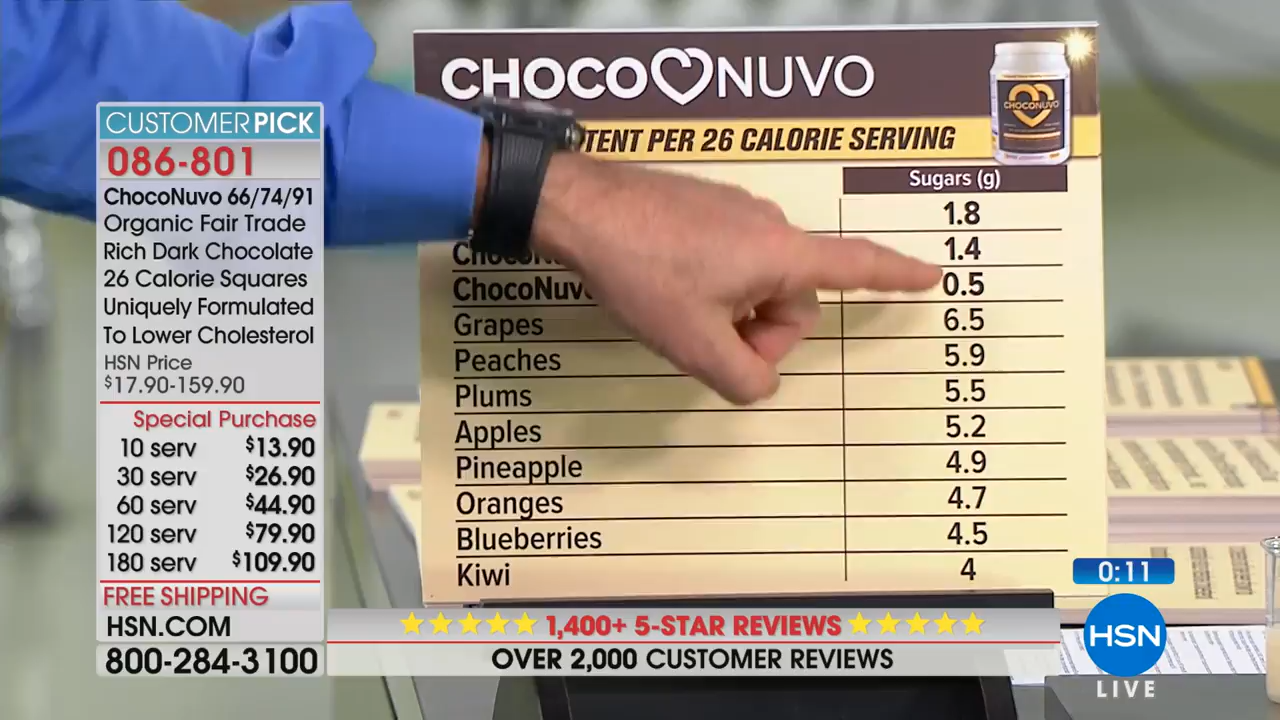 CUSTOMER PICK
086-801
ChocoNuvo 66/74/91
Organic Fair Trade
Rich Dark Chocolate
26 Calorie Squares
Uniquely Formulated
To Lower Cholesterol
HSN Price
$17.90-159.90
Special Purchase
10 serv $13.90
30 serv $26.90
60 serv $44.90
120 serv $79.90
180 serv $109.90
FREE SHIPPING
HSN.COM
800-284-3100
CHOCO NUVO
PER 26 CALORIE SERVING
CHOCONUVO
Sugars (g)
1.8
1.4
0.5
Grapes 6.5
Peaches 5.9
Plums 5.5
Apples 5.2
Pineapple 4.9
Oranges 4.7
Blueberries 4.5
Kiwi 4
0:11
1,400+ 5-STAR REVIEWS
OVER 2,000 CUSTOMER REVIEWS
HSN
LIVE